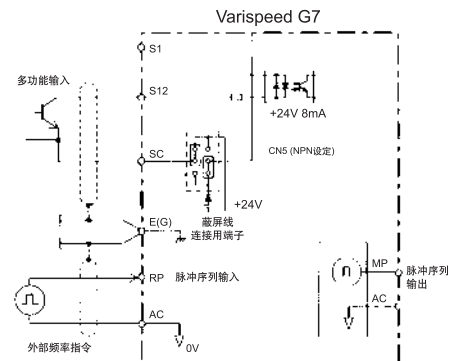 Varispeed G7
S1
多功能输入
S12
+24V 8mA
CN5 (NPN设定)
SC
+24V
E(G)
蔽屏线
连接用端子
MP
脉冲序列
输出
RP
脉冲序列输入
AC
AC
外部频率指令
0V